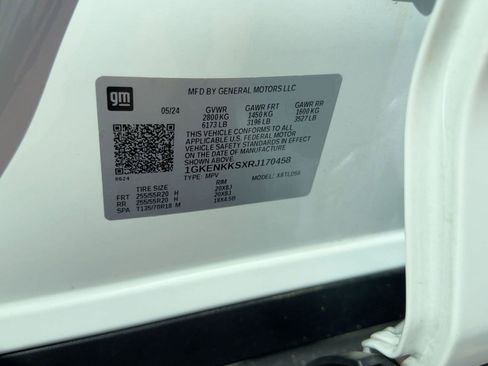 gm
MFD BY GENERAL MOTORS LLC
05/24 GVWR GAWR FRT GAWR RR
2800 KG 1450 KG 1600 KG
6173 LB 3196 LB 3527 LB
THIS VEHICLE CONFORMS TO ALL
APPLICABLE U.S. FEDERAL MOTOR
VEHICLE SAFETY STANDARDS IN EFFECT
ON THE DATE OF MANUFACTURE
SHOWN ABOVE.
1GKENKKSXRJ170458
TYPE: MPV MODEL:
TIRE SIZE RIM
FRT 255/55R20 H 20X8J
RR 255/55R20 H 20X8J
SPA T135/70R18 M 18X4.5B